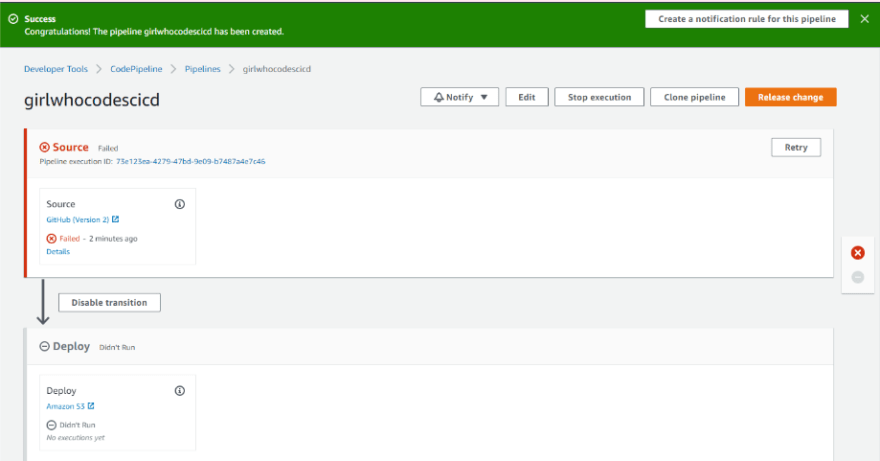 Success
Congratulations! The pipeline girlwhocodescicd has been created.
Create a notification rule for this pipeline
Developer Tools > CodePipeline > Pipelines > girlwhocodescicd
girlwhocodescicd
Notify
Edit
Stop execution
Clone pipeline
Release change
Source Failed
Pipeline execution ID: 73e123ea-4279-47bd-9e09-b7487a4e7c46
Retry
Source
GitHub (Version 2)
Failed - 2 minutes ago
Details
Disable transition
Deploy Didn't Run
Deploy
Amazon S3
Didn't Run
No executions yet